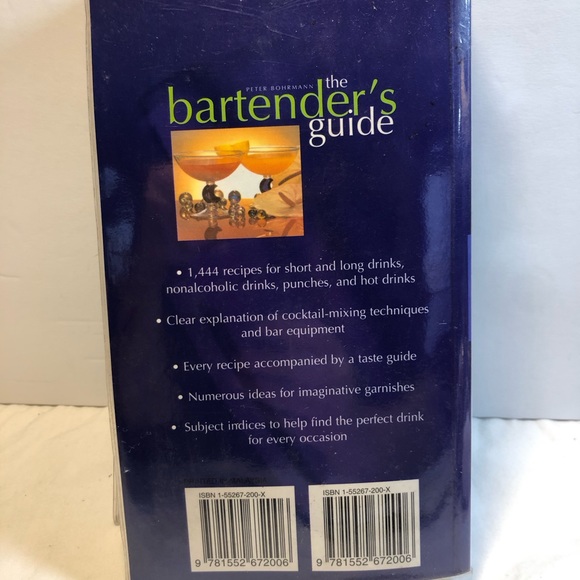 the
PETER BOHRMANN
bartender's
guide
• 1,444 recipes for short and long drinks,
nonalcoholic drinks, punches, and hot drinks
• Clear explanation of cocktail-mixing techniques
and bar equipment
• Every recipe accompanied by a taste guide
• Numerous ideas for imaginative garnishes
• Subject indices to help find the perfect drink
for every occasion
ISBN 1-55267-200-X
9 781552 672006
ISBN 1-55267-200-X
9 781552 672006